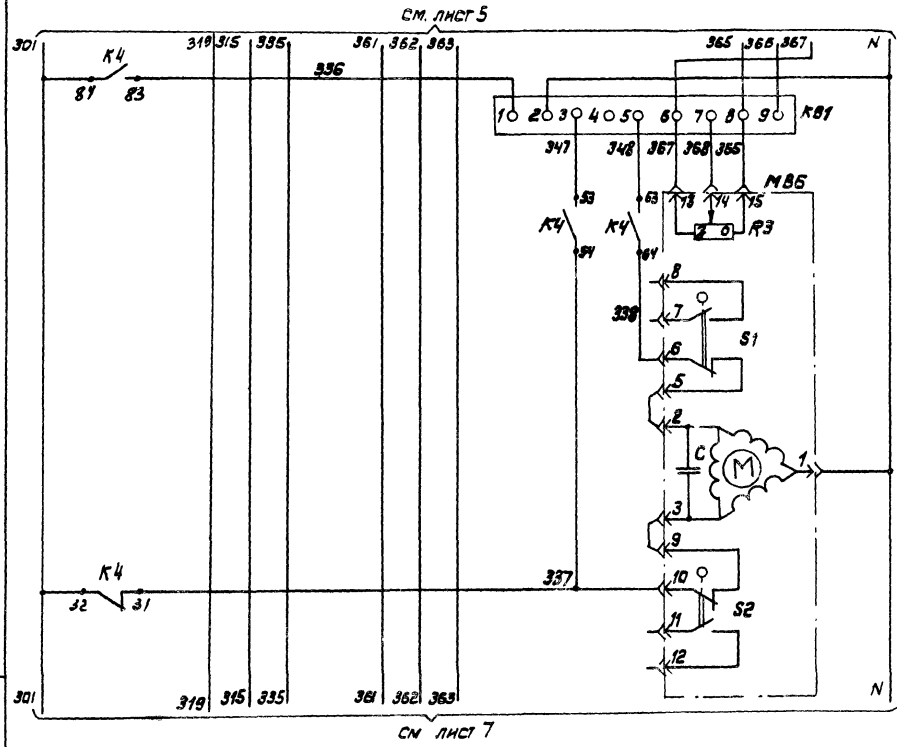 см. лист 5
301 319 315 335 361 362 363 365 366 367 N
К4
84 83
336
1 2 3 4 5 6 7 8 9 КВ1
347 348 367 368 365
МВ6
53 63 13 14 15
К4 К4 R3
54 64
8
338 7
S1
6
5
2
С М 1
3
9
К4 337 10
32 31
S2
11
12
301 319 315 335 361 362 363 N
см лист 7